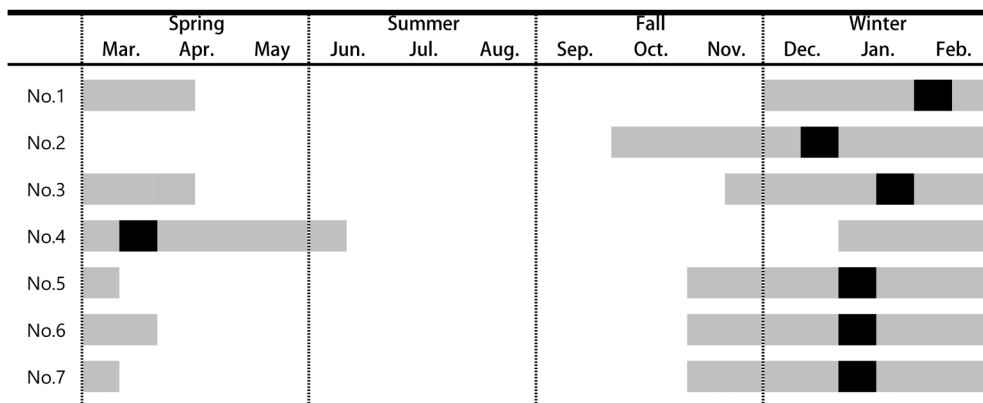 Spring Summer Fall Winter
Mar. Apr. May Jun. Jul. Aug. Sep. Oct. Nov. Dec. Jan. Feb.
No.1
No.2
No.3
No.4
No.5
No.6
No.7